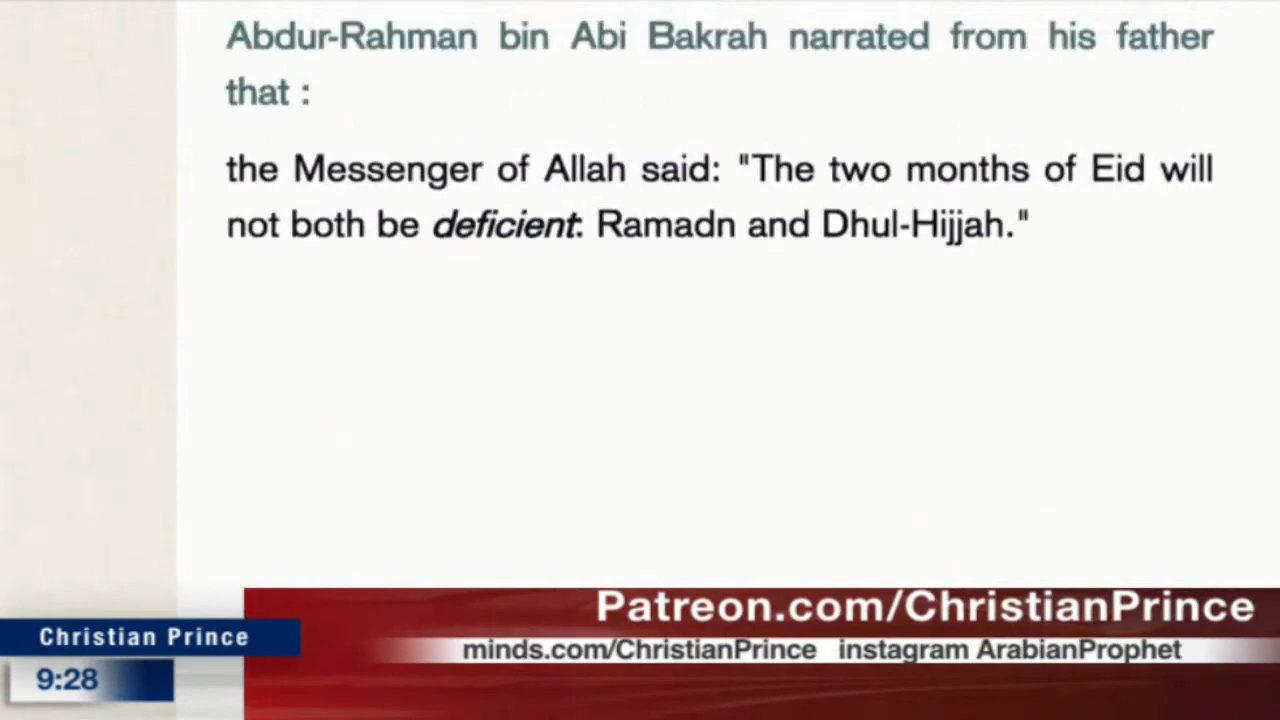 Abdur-Rahman bin Abi Bakrah narrated from his father
that :
the Messenger of Allah said: "The two months of Eid will
not both be deficient: Ramadn and Dhul-Hijjah."
Patreon.com/ChristianPrince
Christian Prince
minds.com/ChristianPrince instagram ArabianProphet
9:28